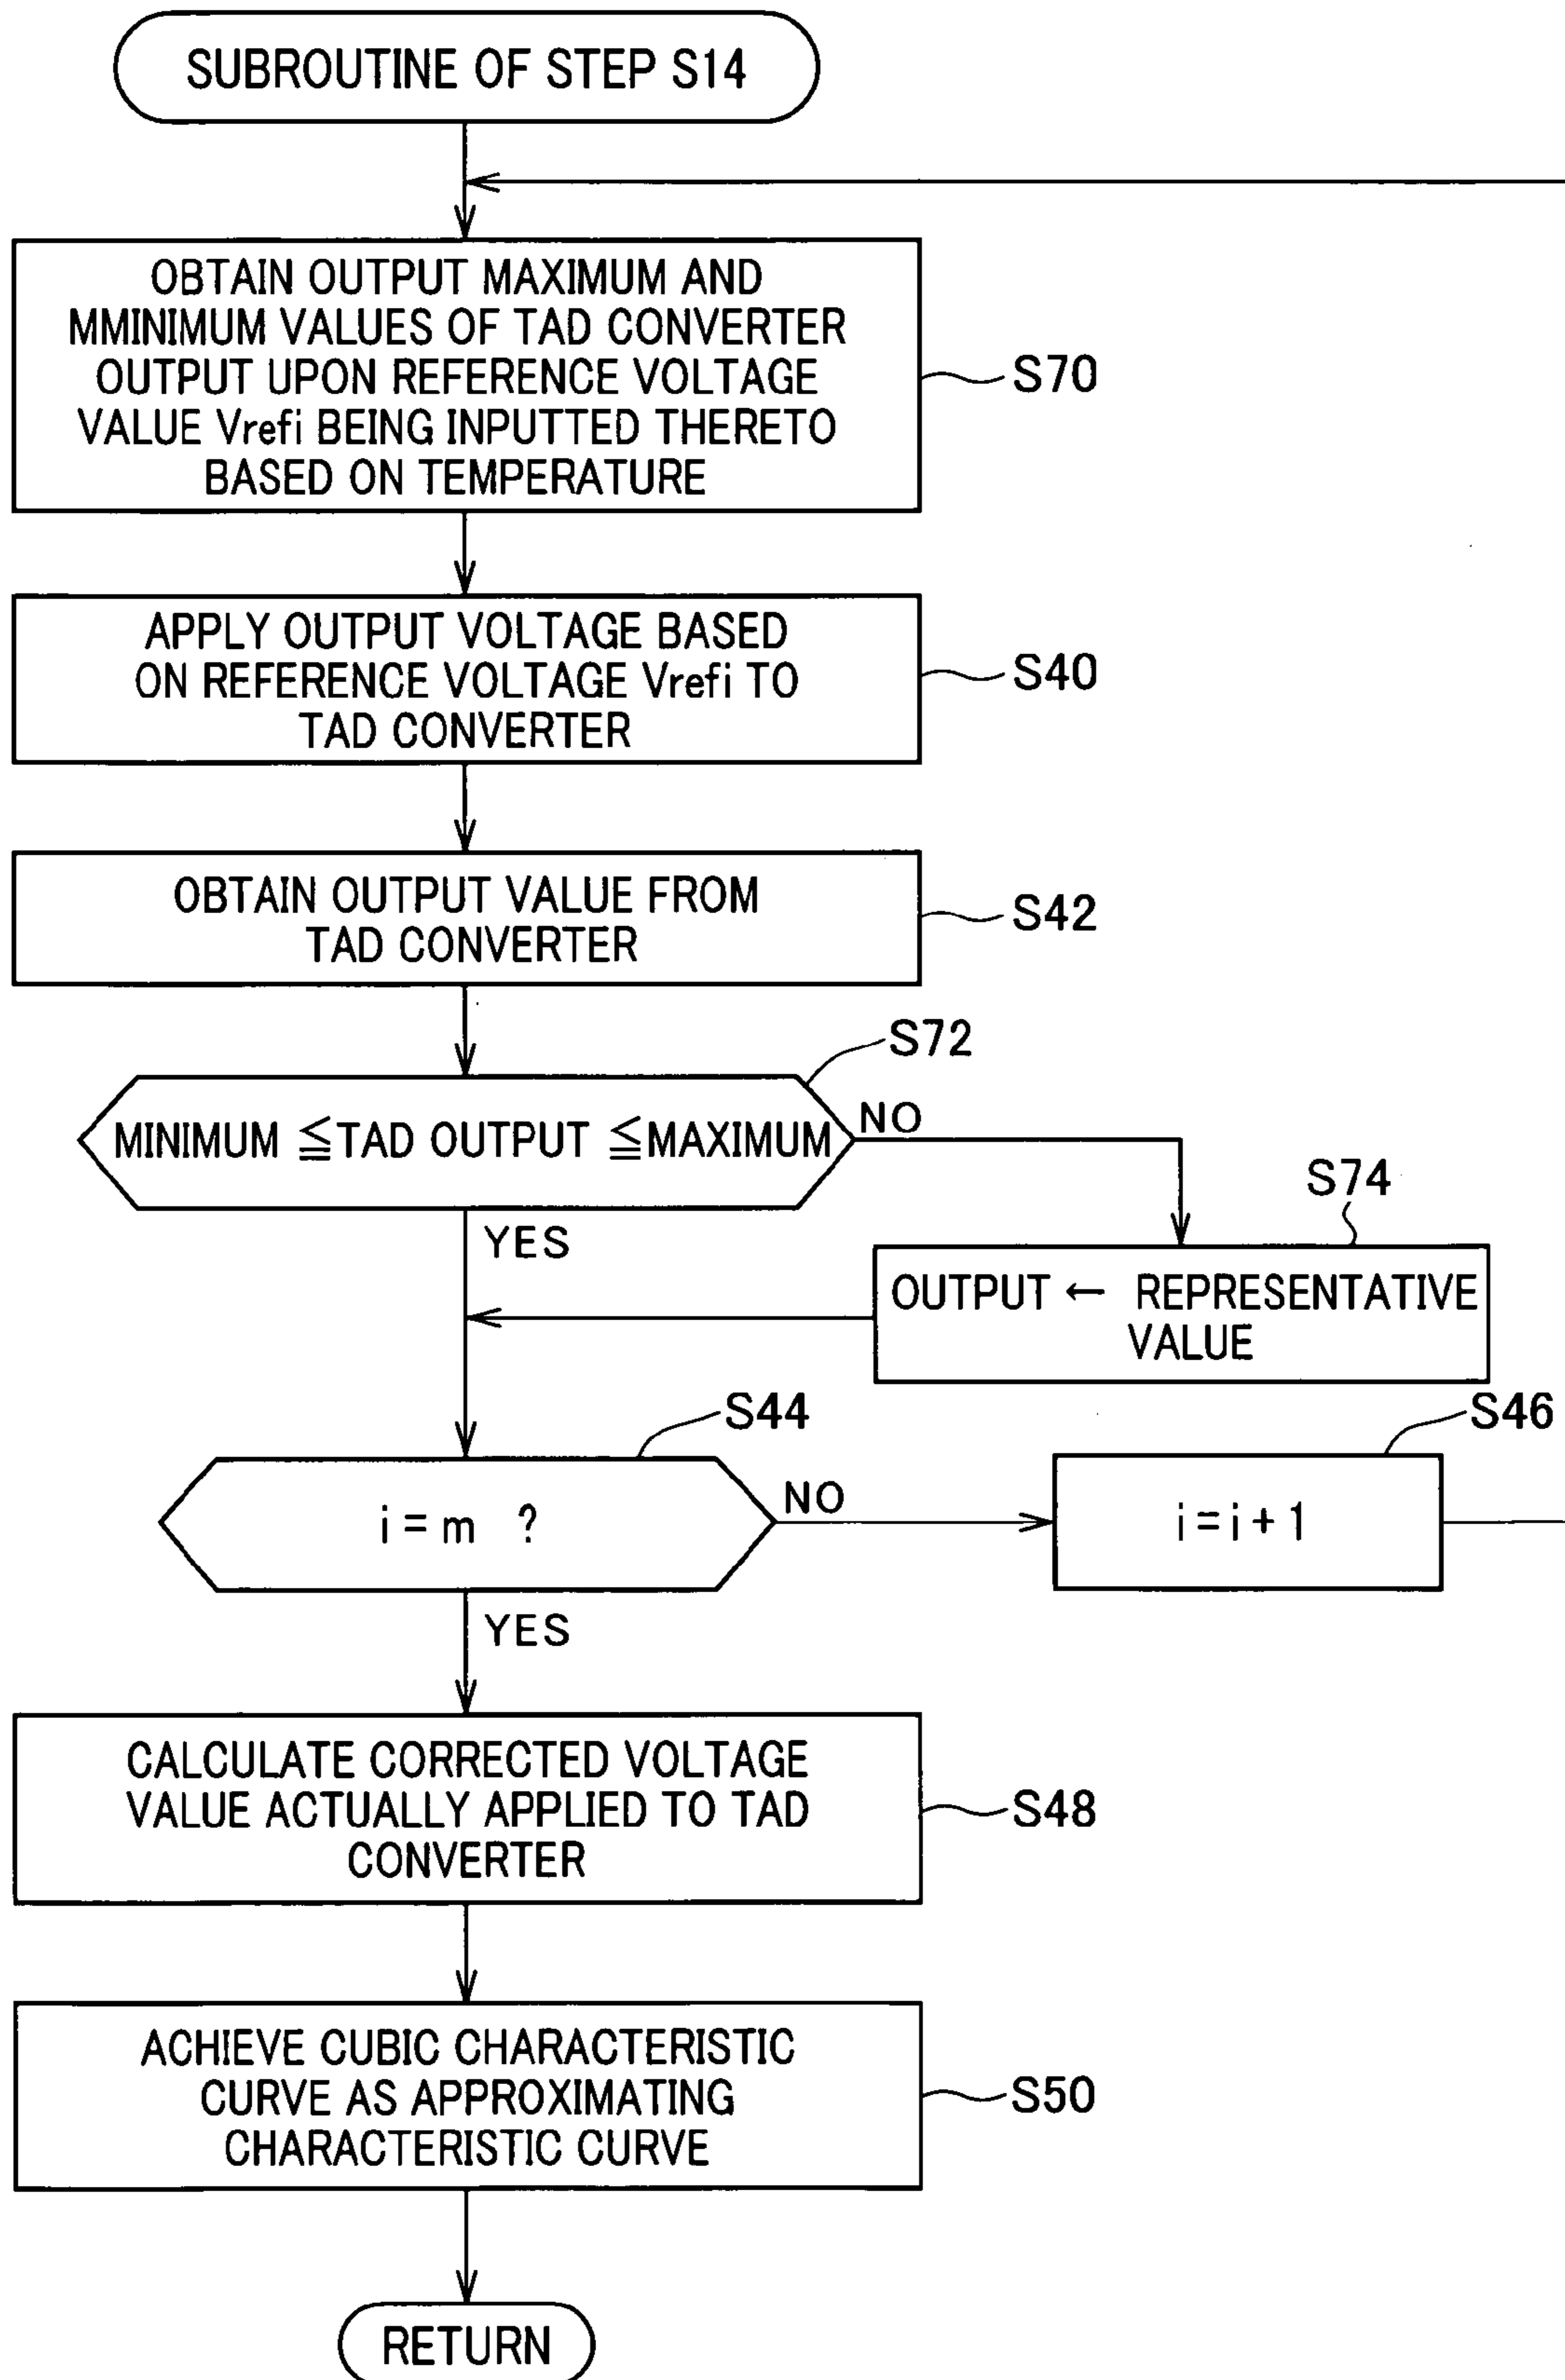 SUBROUTINE OF STEP S14
OBTAIN OUTPUT MAXIMUM AND
MMINIMUM VALUES OF TAD CONVERTER
OUTPUT UPON REFERENCE VOLTAGE
VALUE Vrefi BEING INPUTTED THERETO
BASED ON TEMPERATURE
S70
APPLY OUTPUT VOLTAGE BASED
ON REFERENCE VOLTAGE Vrefi TO
TAD CONVERTER
S40
OBTAIN OUTPUT VALUE FROM
TAD CONVERTER
S42
S72
MINIMUM ≦TAD OUTPUT ≦MAXIMUM
NO
YES
S74
OUTPUT ← REPRESENTATIVE
VALUE
S44
i = m ?
NO
YES
S46
i = i + 1
CALCULATE CORRECTED VOLTAGE
VALUE ACTUALLY APPLIED TO TAD
CONVERTER
S48
ACHIEVE CUBIC CHARACTERISTIC
CURVE AS APPROXIMATING
CHARACTERISTIC CURVE
S50
RETURN